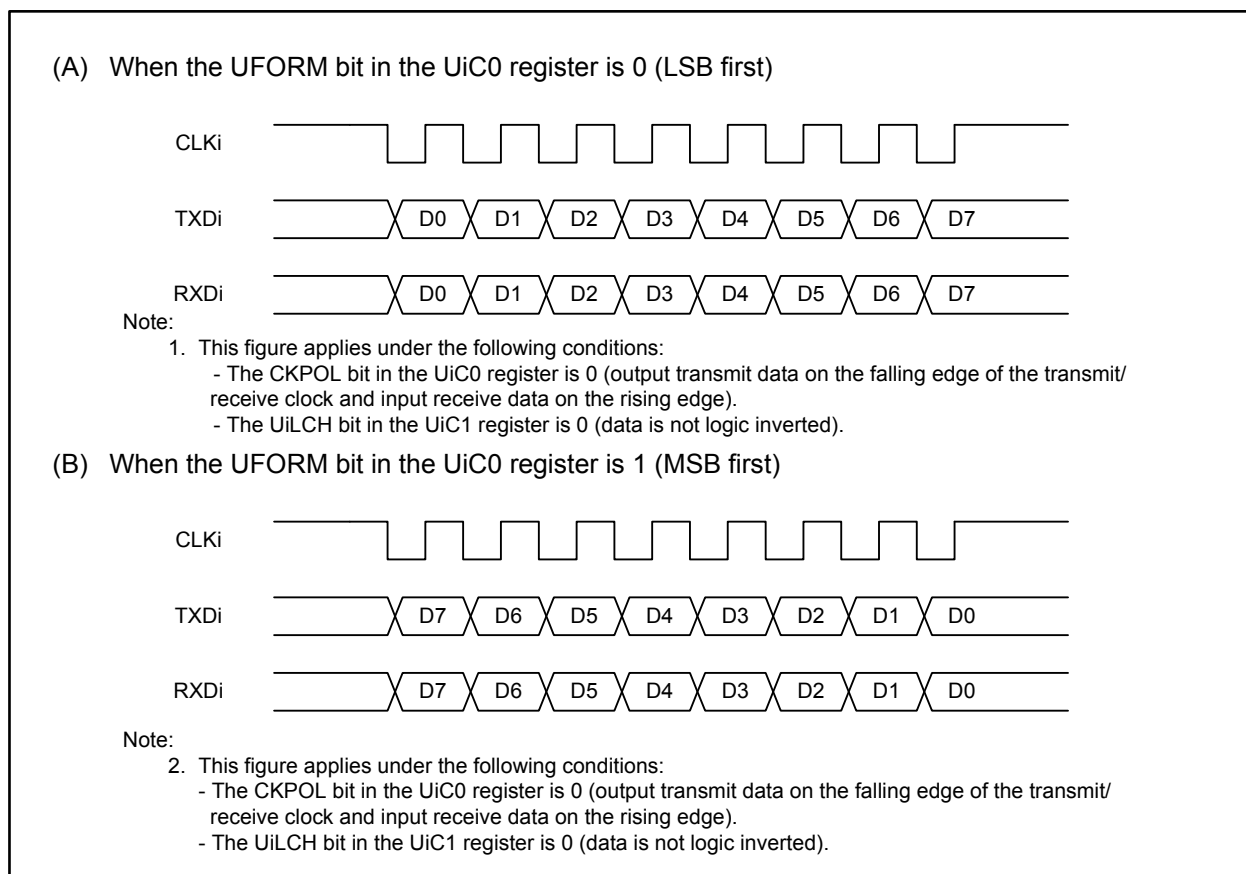 (A) When the UFORM bit in the UiC0 register is 0 (LSB first)
CLKi
TXDi D0 D1 D2 D3 D4 D5 D6 D7
RXDi D0 D1 D2 D3 D4 D5 D6 D7
Note:
1. This figure applies under the following conditions:
- The CKPOL bit in the UiC0 register is 0 (output transmit data on the falling edge of the transmit/
receive clock and input receive data on the rising edge).
- The UiLCH bit in the UiC1 register is 0 (data is not logic inverted).
(B) When the UFORM bit in the UiC0 register is 1 (MSB first)
CLKi
TXDi D7 D6 D5 D4 D3 D2 D1 D0
RXDi D7 D6 D5 D4 D3 D2 D1 D0
Note:
2. This figure applies under the following conditions:
- The CKPOL bit in the UiC0 register is 0 (output transmit data on the falling edge of the transmit/
receive clock and input receive data on the rising edge).
- The UiLCH bit in the UiC1 register is 0 (data is not logic inverted).